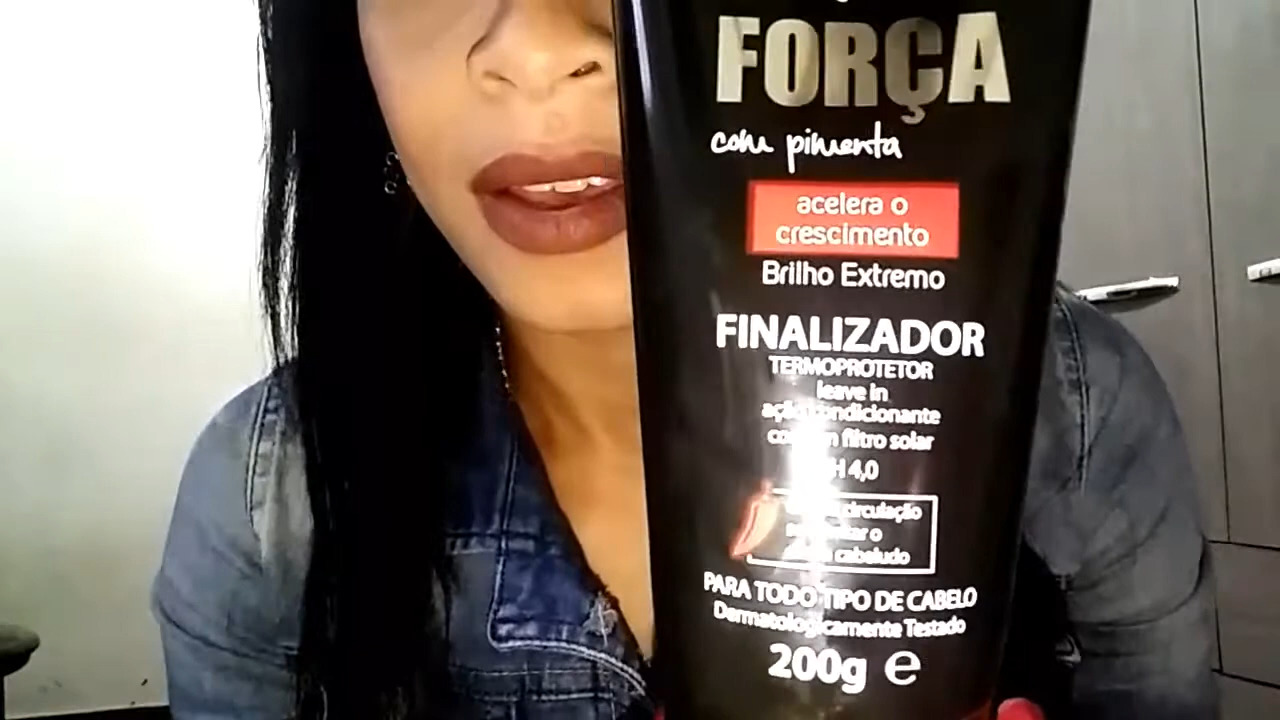 FORÇA
com pimenta
acelera o
crescimento
Brilho Extremo
FINALIZADOR
TERMOPROTETOR
leave in
ação condicionante
filtro solar
4,0
circulação
o
cabeludo
PARA TODO TIPO DE CABELO
Dermatologicamente Testado
200g e